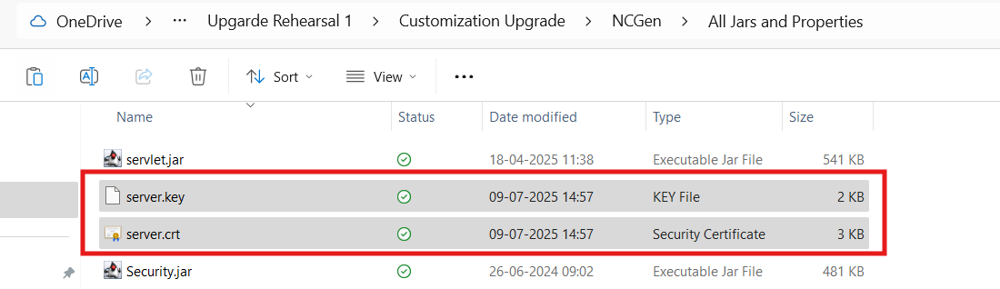 OneDrive > ... Upgarde Rehearsal 1 > Customization Upgrade > NCGen > All Jars and Properties
Sort View ...
Name Status Date modified Type Size
servlet.jar 18-04-2025 11:38 Executable Jar File 541 KB
server.key 09-07-2025 14:57 KEY File 2 KB
server.crt 09-07-2025 14:57 Security Certificate 3 KB
Security.jar 26-06-2024 09:02 Executable Jar File 481 KB